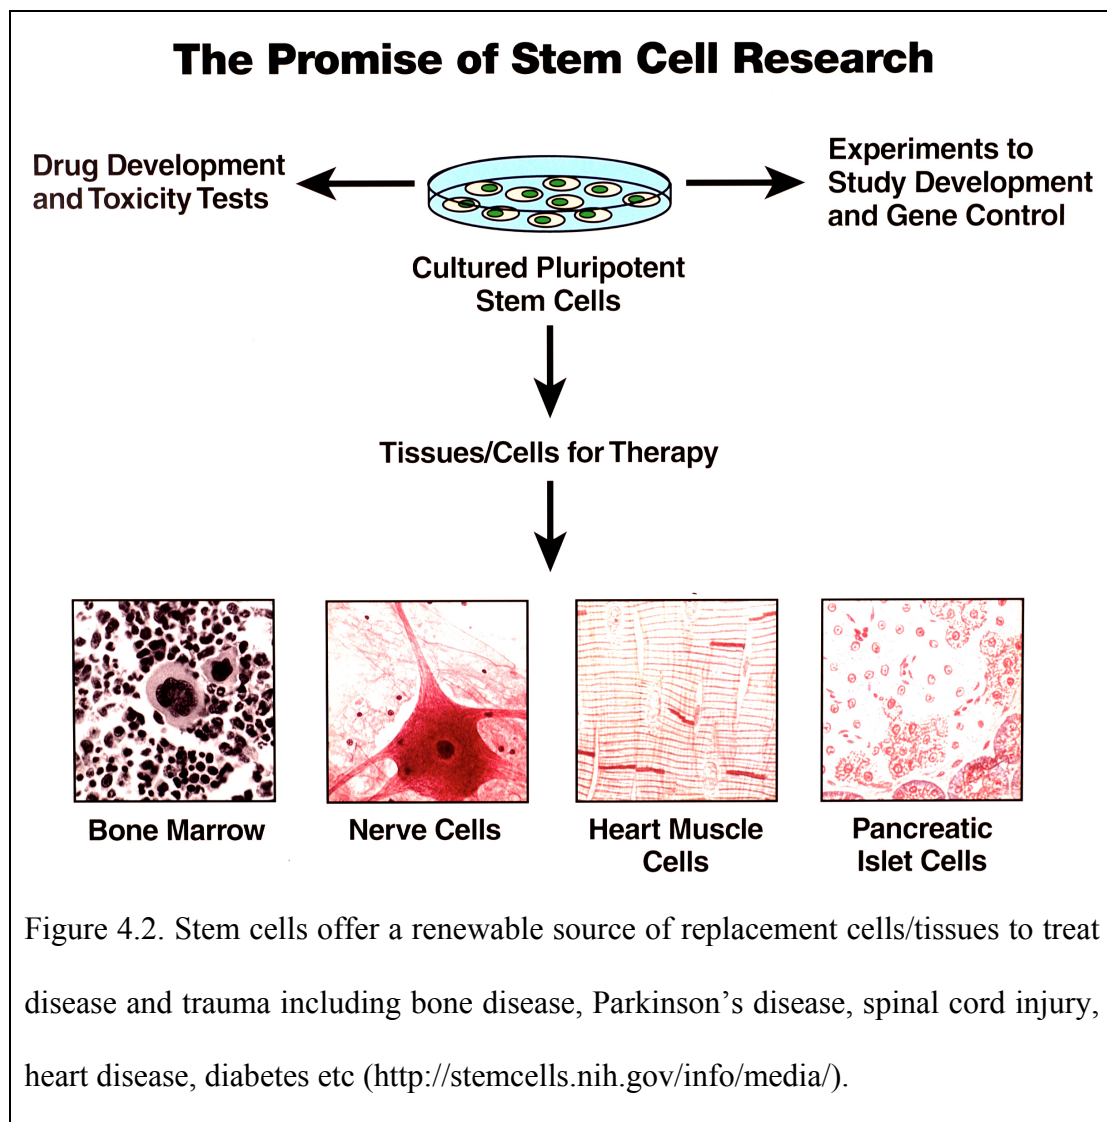 The Promise of Stem Cell Research
Drug Development
and Toxicity Tests
Experiments to
Study Development
and Gene Control
Cultured Pluripotent
Stem Cells
Tissues/Cells for Therapy
Bone Marrow
Nerve Cells
Heart Muscle
Cells
Pancreatic
Islet Cells
Figure 4.2. Stem cells offer a renewable source of replacement cells/tissues to treat
disease and trauma including bone disease, Parkinson’s disease, spinal cord injury,
heart disease, diabetes etc (http://stemcells.nih.gov/info/media/).